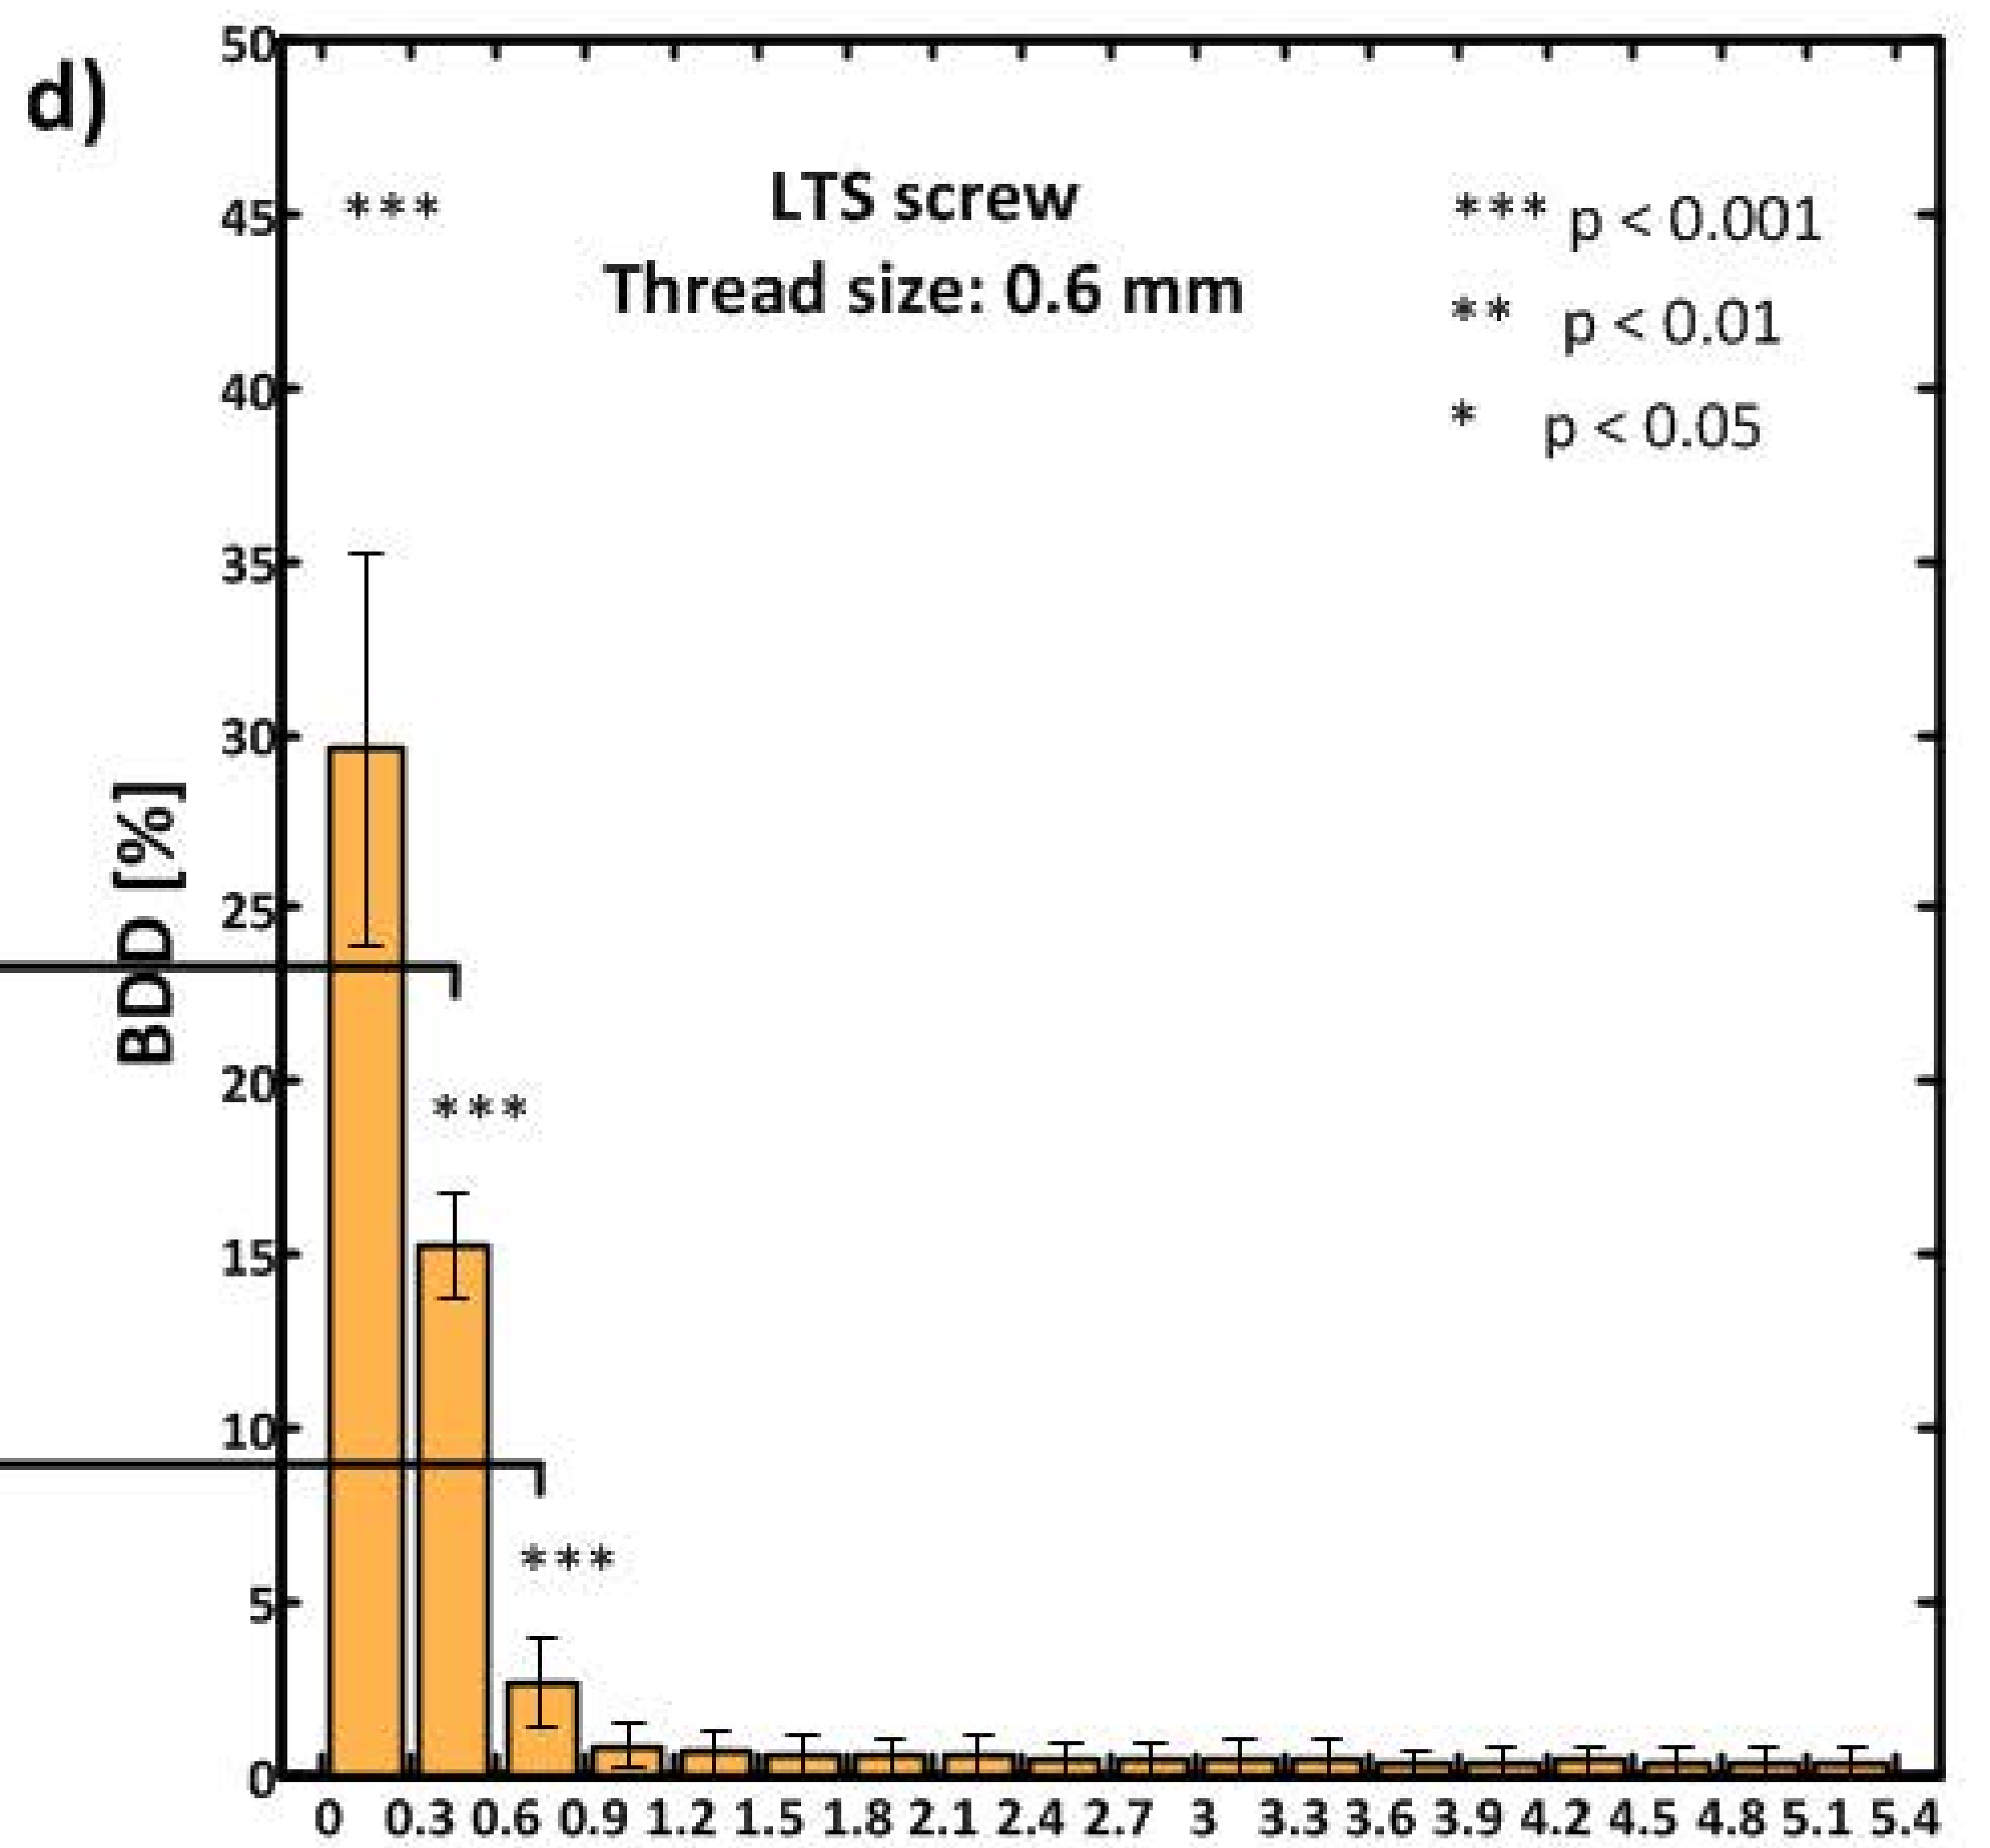 d)
LTS screw
Thread size: 0.6 mm
*** p < 0.001
** p < 0.01
* p < 0.05
***
***
***
BDD [%]
50
45
40
35
30
25
20
15
10
5
0
0 0.3 0.6 0.9 1.2 1.5 1.8 2.1 2.4 2.7 3 3.3 3.6 3.9 4.2 4.5 4.8 5.1 5.4